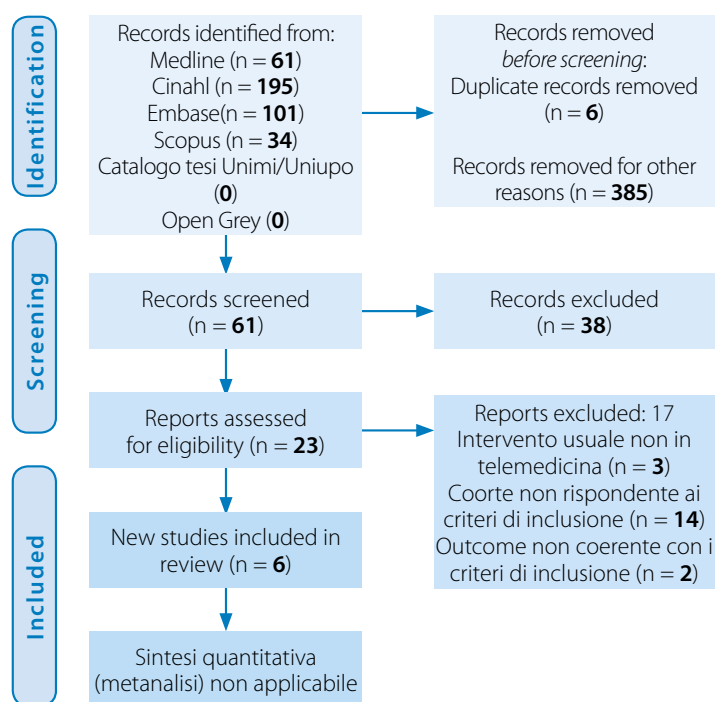 Identification
Records identified from:
Medline (n = 61)
Cinahl (n = 195)
Embase(n = 101)
Scopus (n = 34)
Catalogo tesi Unimi/Uniupo
(0)
Open Grey (0)
Records removed
before screening:
Duplicate records removed
(n = 6)
Records removed for other
reasons (n = 385)
Screening
Records screened
(n = 61)
Records excluded
(n = 38)
Reports assessed
for eligibility (n = 23)
Reports excluded: 17
Intervento usuale non in
telemedicina (n = 3)
Coorte non rispondente ai
criteri di inclusione (n = 14)
Outcome non coerente con i
criteri di inclusione (n = 2)
Included
New studies included in
review (n = 6)
Sintesi quantitativa
(metanalisi) non applicabile